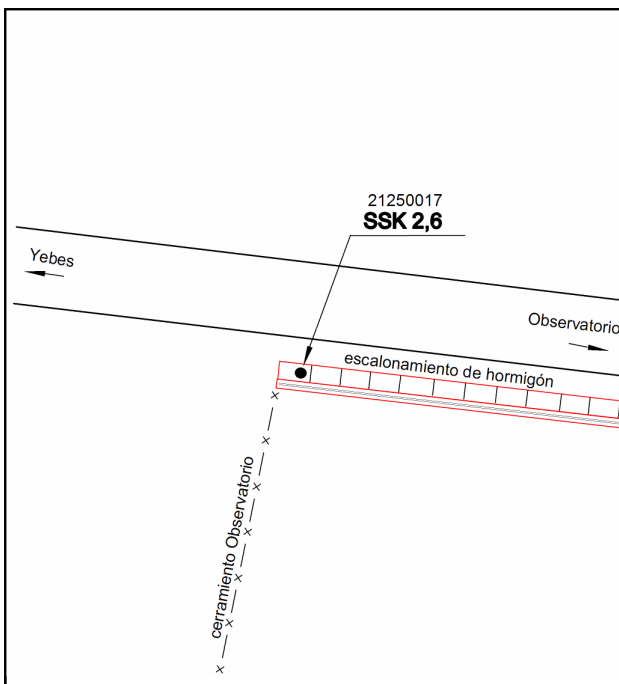 21250017
SSK 2,6
Yebes
Observatorio
escalonamiento de hormigón
cerramiento Observatorio